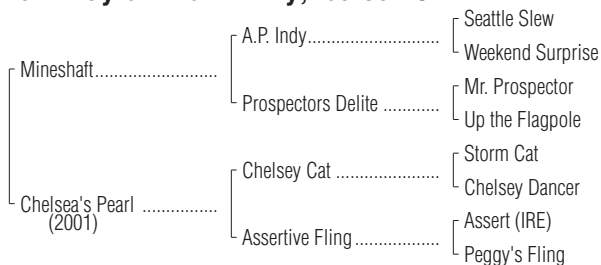 Mineshaft........................
A.P. Indy..........................
Seattle Slew
Weekend Surprise
Prospectors Delite ...........
Mr. Prospector
Up the Flagpole
Chelsea's Pearl ...............
(2001)
Chelsey Cat ....................
Storm Cat
Chelsey Dancer
Assertive Fling.................
Assert (IRE)
Peggy's Fling